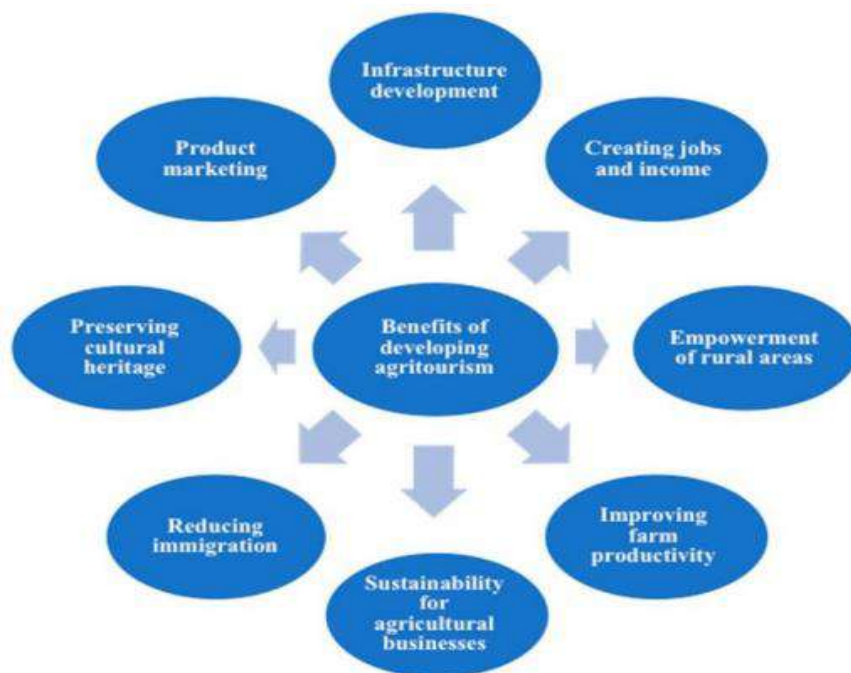 Infrastructure
development
Creating jobs
and income
Empowerment
of rural areas
Improving
farm
productivity
Sustainability
for
agricultural
businesses
Reducing
immigration
Preserving
cultural
heritage
Product
marketing
Benefits of
developing
agritourism